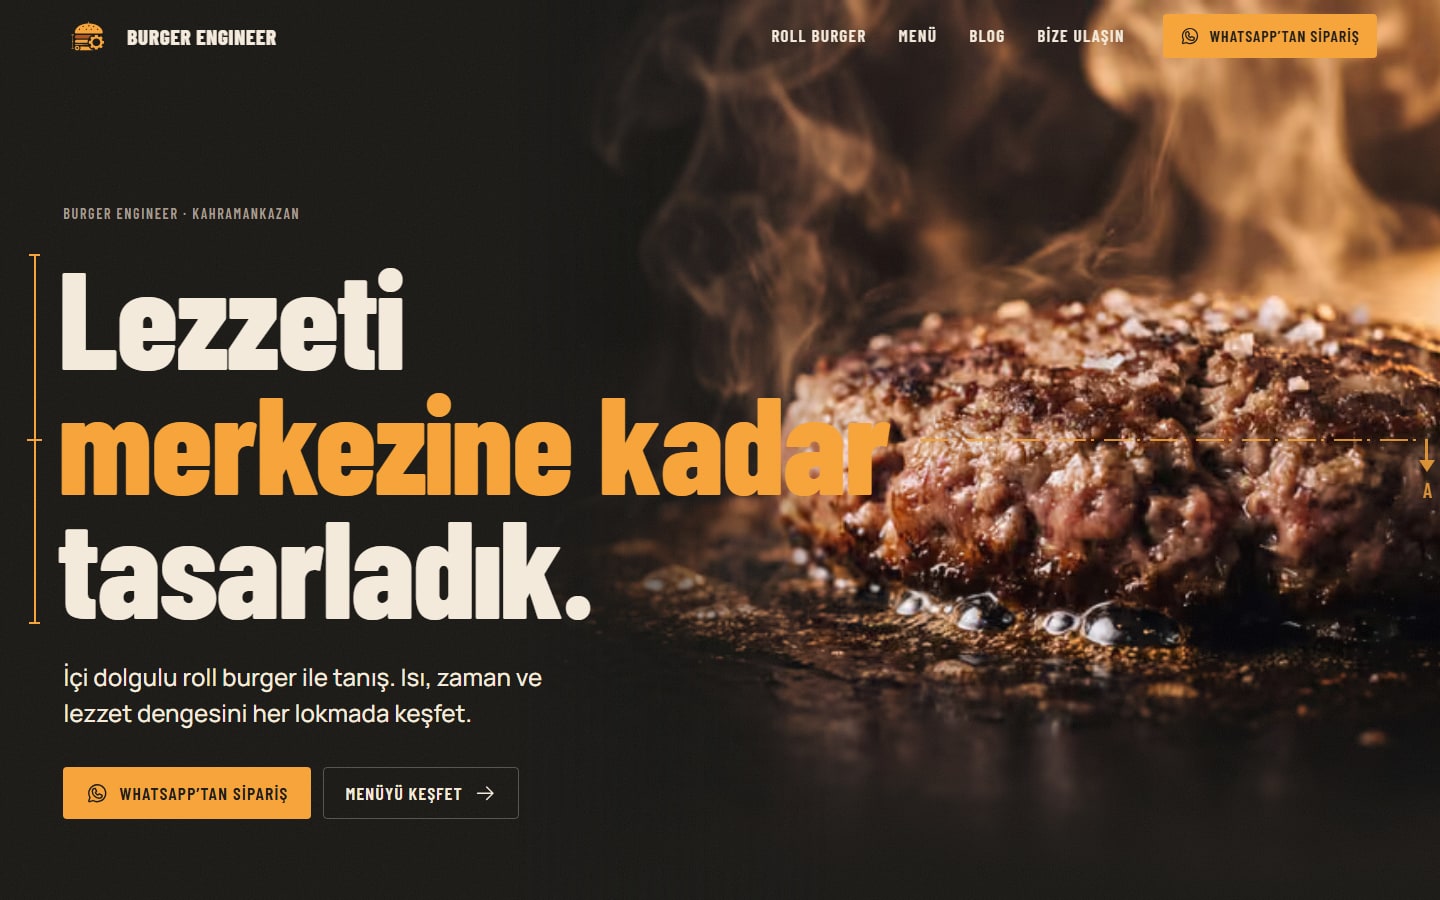 BURGER ENGINEER
ROLL BURGER
MENÜ
BLOG
BİZE ULAŞIN
WHATSAPP'TAN SİPARİŞ
BURGER ENGINEER · KAHRAMANKAZAN
Lezzeti
merkezine kadar
tasarladık.
A
İçi dolgulu roll burger ile tanış. Isı, zaman ve
lezzet dengesini her lokmada keşfet.
WHATSAPP'TAN SİPARİŞ
MENÜYÜ KEŞFET